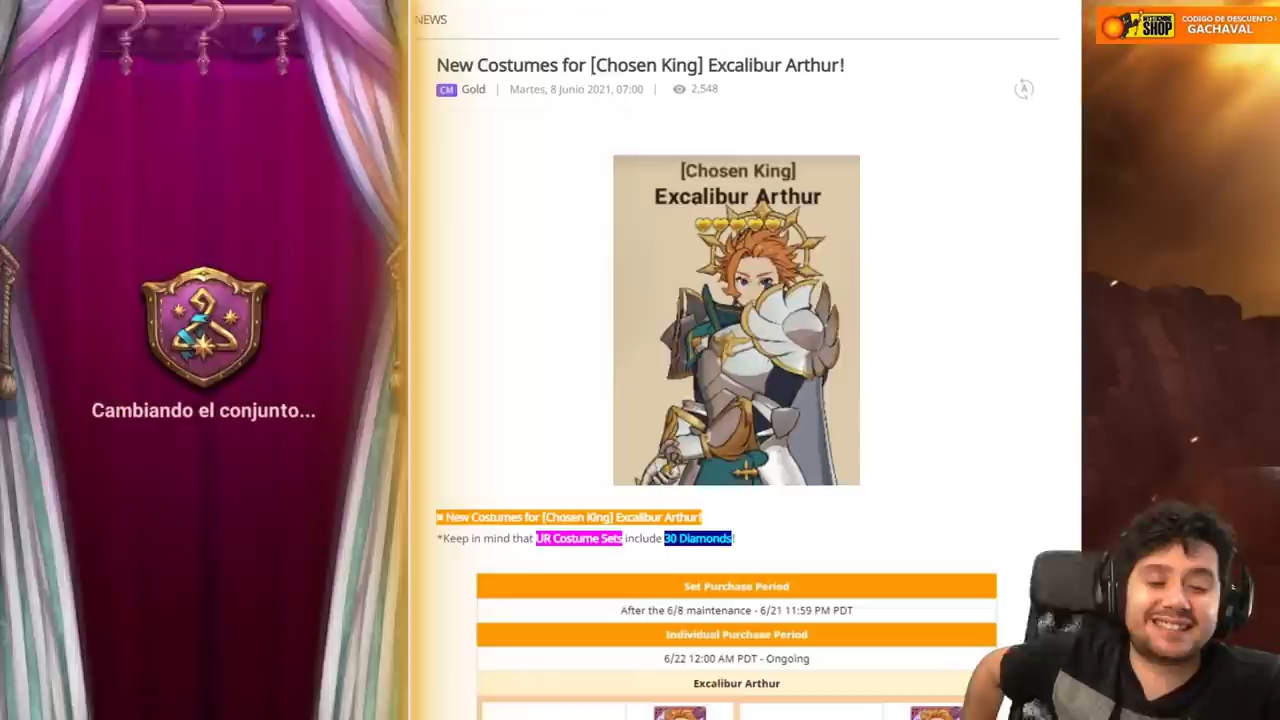 NEWS
New Costumes for [Chosen King] Excalibur Arthur!
CM Gold | Martes, 8 Junio 2021, 07:00 | 2,548
A
[Chosen King]
Excalibur Arthur
Cambiando el conjunto...
¤ New Costumes for [Chosen King] Excalibur Arthur!
*Keep in mind that UR Costume Sets include 30 Diamonds!
Set Purchase Period
After the 6/8 maintenance - 6/21 11:59 PM PDT
Individual Purchase Period
6/22 12:00 AM PDT - Ongoing
Excalibur Arthur
SHOP
CODIGO DE DESCUENTO
GACHAVAL